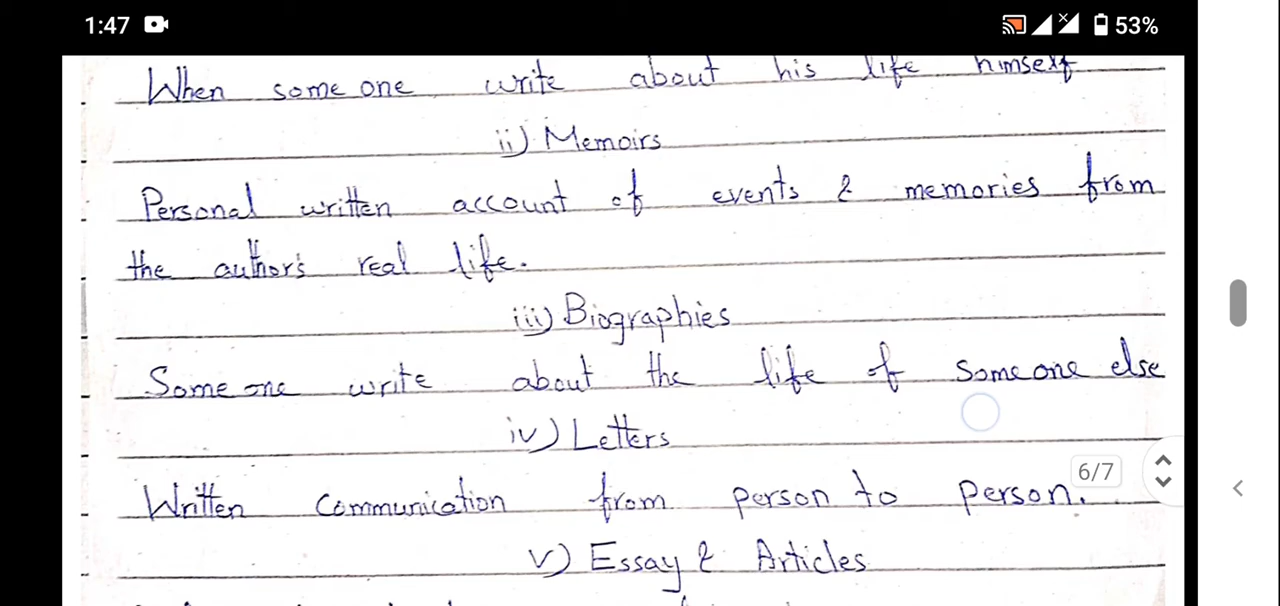 1:47
53%
When some one write about his life himself
ii) Memoirs
Personal written account of events & memories from
the author's real life.
iii) Biographies
Some one write about the life of some one else
iv) Letters
6/7
Written communication from person to person.
v) Essay & Articles